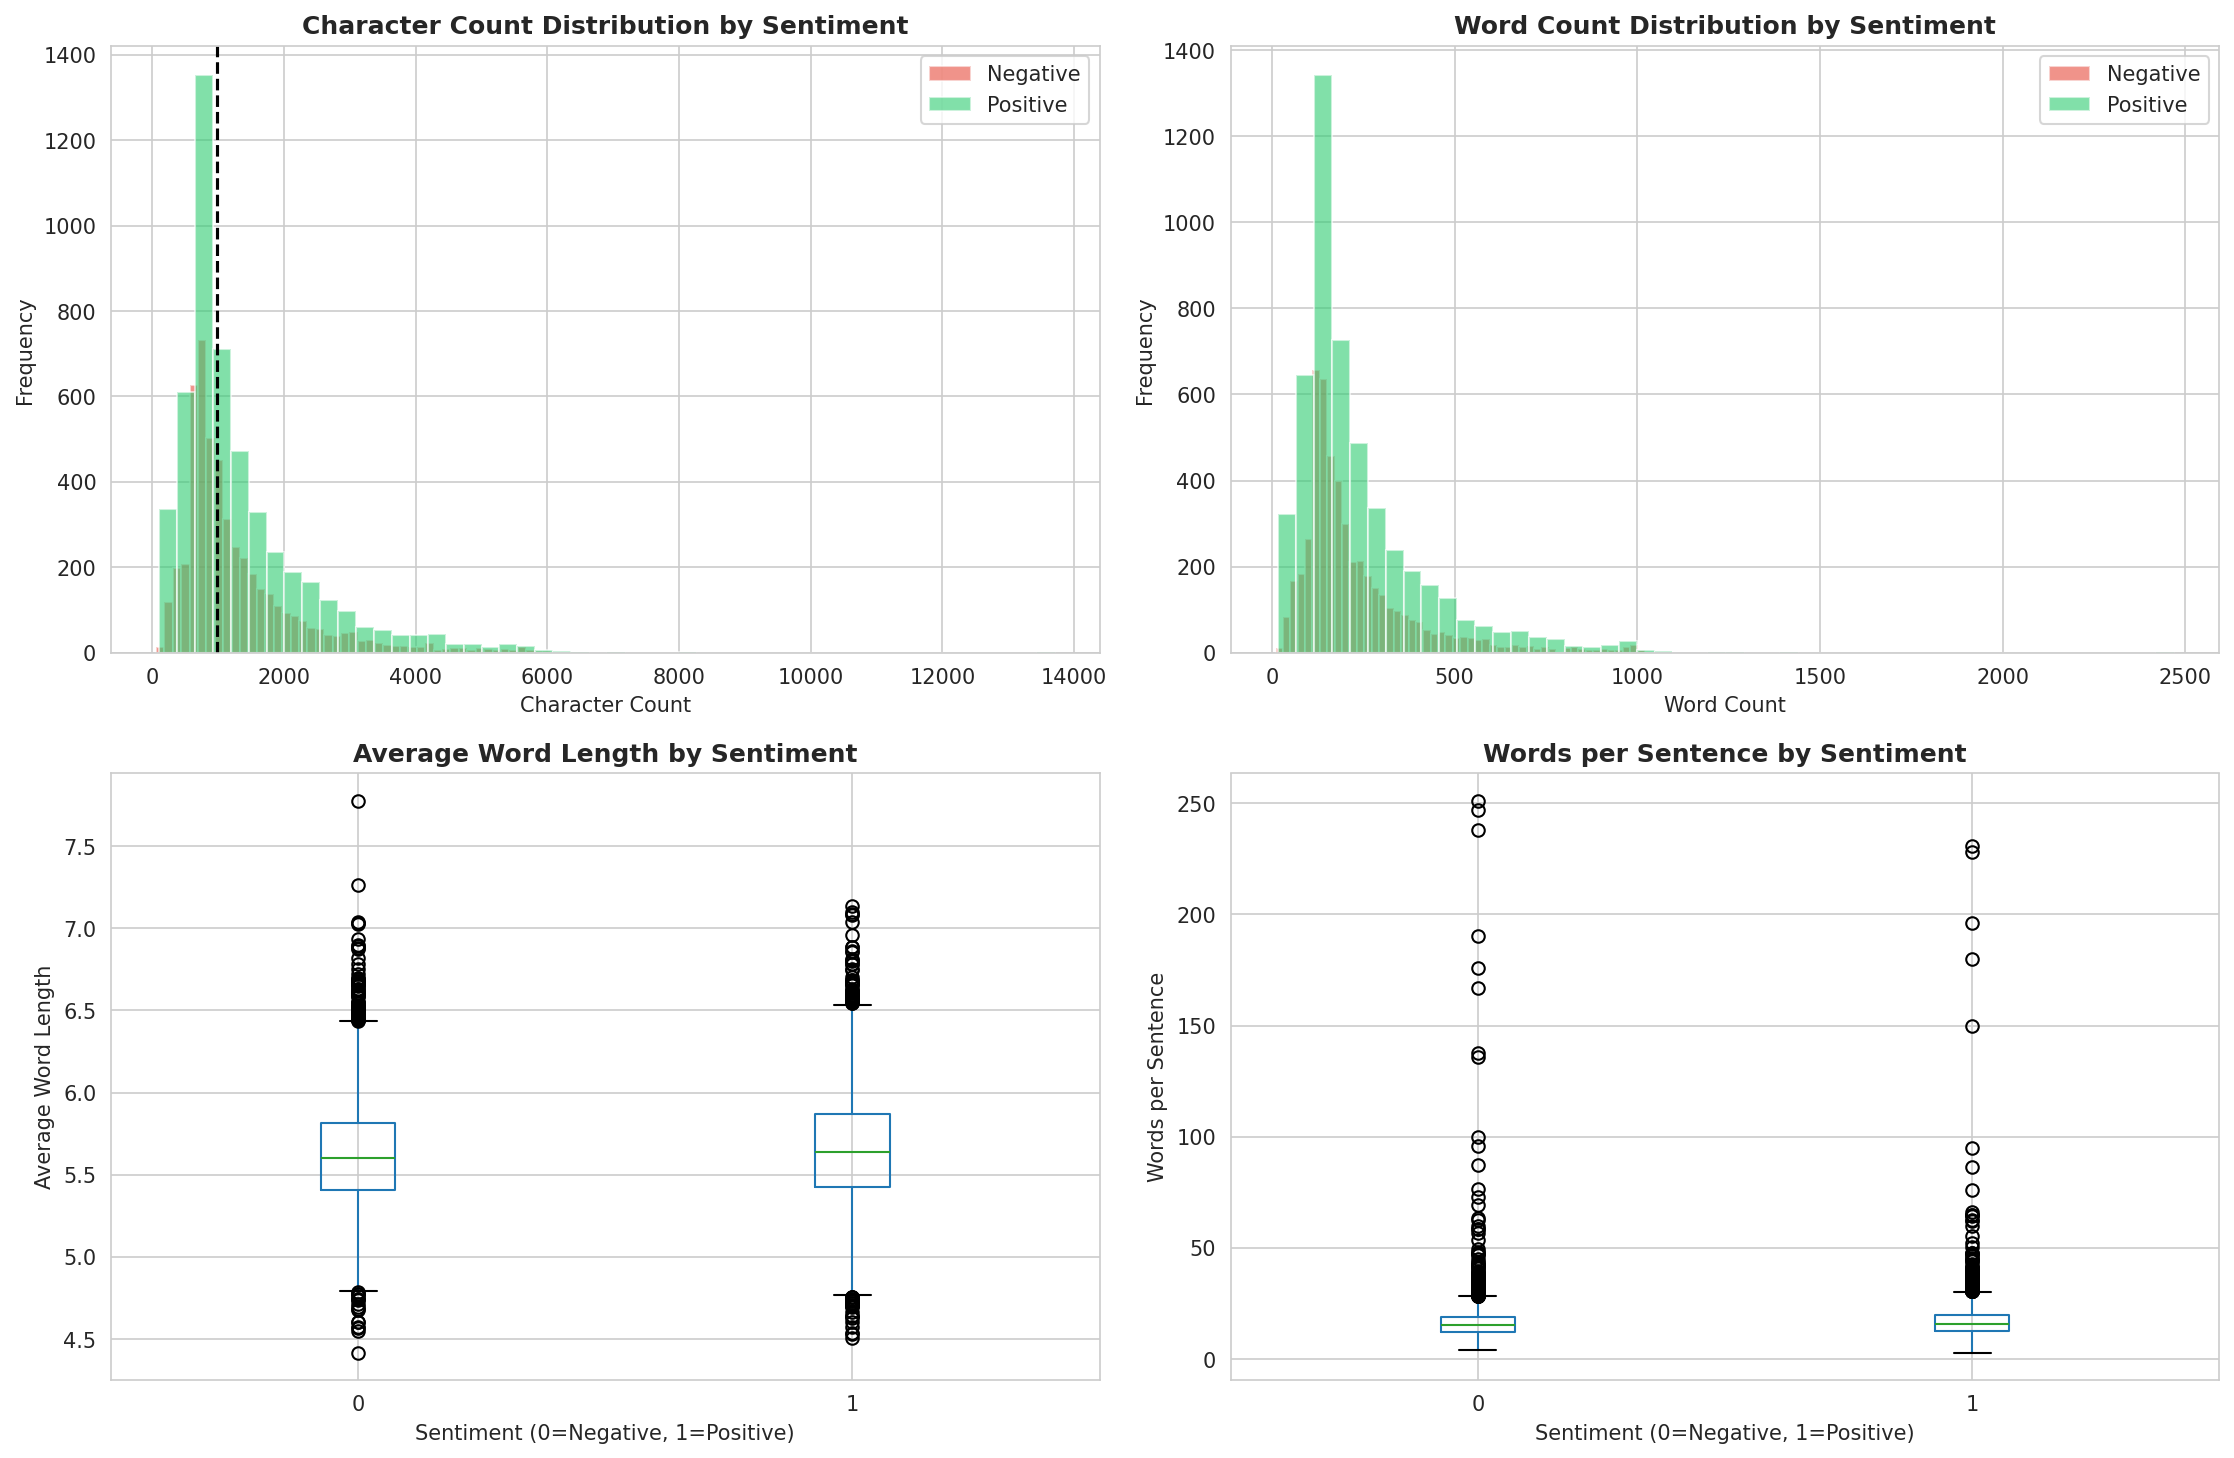 Character Count Distribution by Sentiment
1400
1200
1000
800
600
400
200
0
Frequency
0 2000 4000 6000 8000 10000 12000 14000
Character Count
Negative
Positive
Word Count Distribution by Sentiment
1400
1200
1000
800
600
400
200
0
Frequency
0 500 1000 1500 2000 2500
Word Count
Negative
Positive
Average Word Length by Sentiment
7.5
7.0
6.5
6.0
5.5
5.0
4.5
Average Word Length
0 1
Sentiment (0=Negative, 1=Positive)
Words per Sentence by Sentiment
250
200
150
100
50
0
Words per Sentence
0 1
Sentiment (0=Negative, 1=Positive)